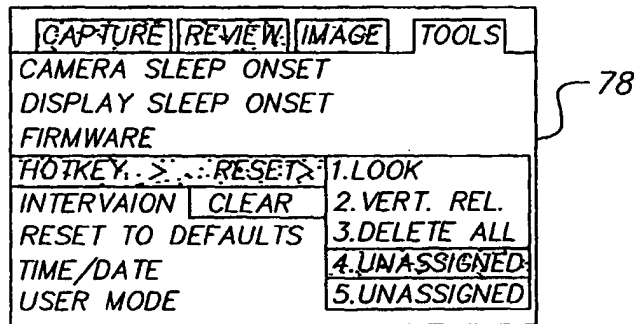 CAPTURE REVIEW IMAGE TOOLS
CAMERA SLEEP ONSET
DISPLAY SLEEP ONSET
78
FIRMWARE
HOTKEY > RESET> 1.LOOK
INTERVAION CLEAR 2.VERT. REL.
RESET TO DEFAULTS 3.DELETE ALL
TIME/DATE 4.UNASSIGNED
USER MODE 5.UNASSIGNED